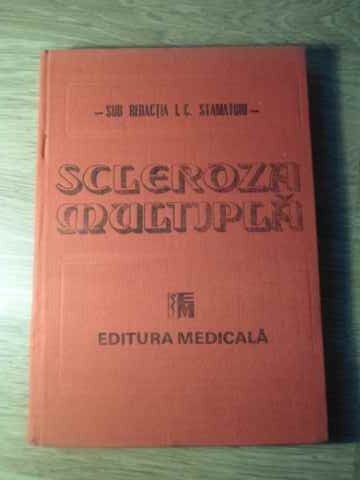 – SUB REDACȚIA I. C. STAMATOIU –
SCLEROZA
MULTIPLĂ
EM
EDITURA MEDICALĂ